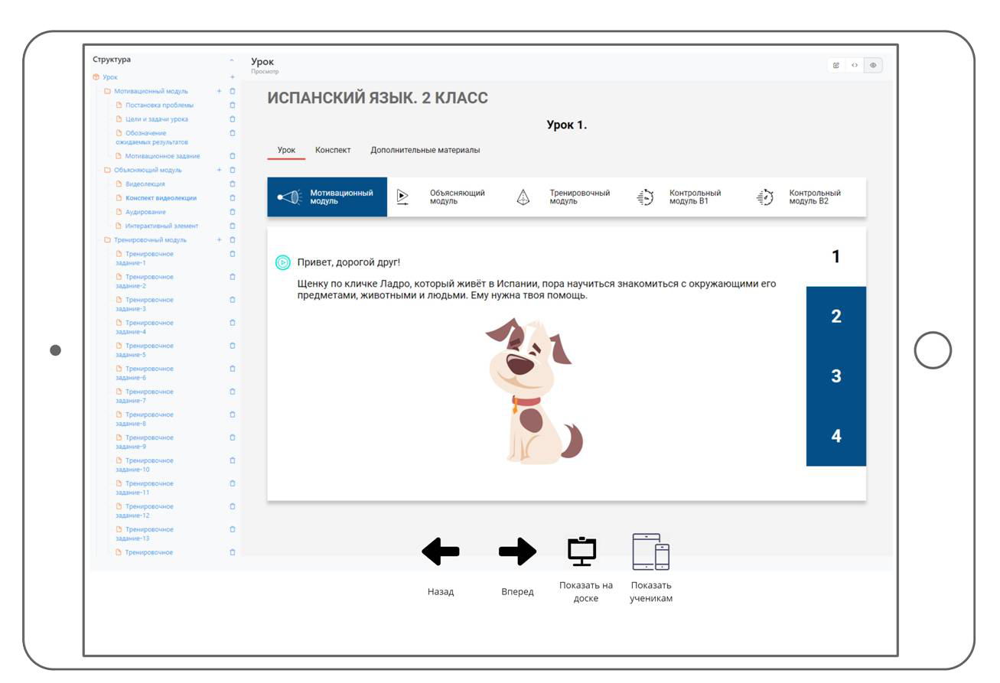 Структура
Урок
Мотивационный модуль
Постановка проблемы
Цели и задачи урока
Обозначение
ожидаемых результатов
Мотивационное задание
Объясняющий модуль
Видеолекция
Конспект видеолекции
Аудирование
Интерактивный элемент
Тренировочный модуль
Тренировочное
задание-1
Тренировочное
задание-2
Тренировочное
задание-3
Тренировочное
задание-4
Тренировочное
задание-5
Тренировочное
задание-6
Тренировочное
задание-7
Тренировочное
задание-8
Тренировочное
задание-9
Тренировочное
задание-10
Тренировочное
задание-11
Тренировочное
задание-12
Тренировочное
задание-13
Тренировочное
Урок
Просмотр
ИСПАНСКИЙ ЯЗЫК. 2 КЛАСС
Урок 1.
Урок Конспект Дополнительные материалы
Мотивационный
модуль
Объясняющий
модуль
Тренировочный
модуль
Контрольный
модуль В1
Контрольный
модуль В2
Привет, дорогой друг!
Щенку по кличке Ладро, который живёт в Испании, пора научиться знакомиться с окружающими его
предметами, животными и людьми. Ему нужна твоя помощь.
1
2
3
4
Назад
Вперед
Показать на
доске
Показать
ученикам